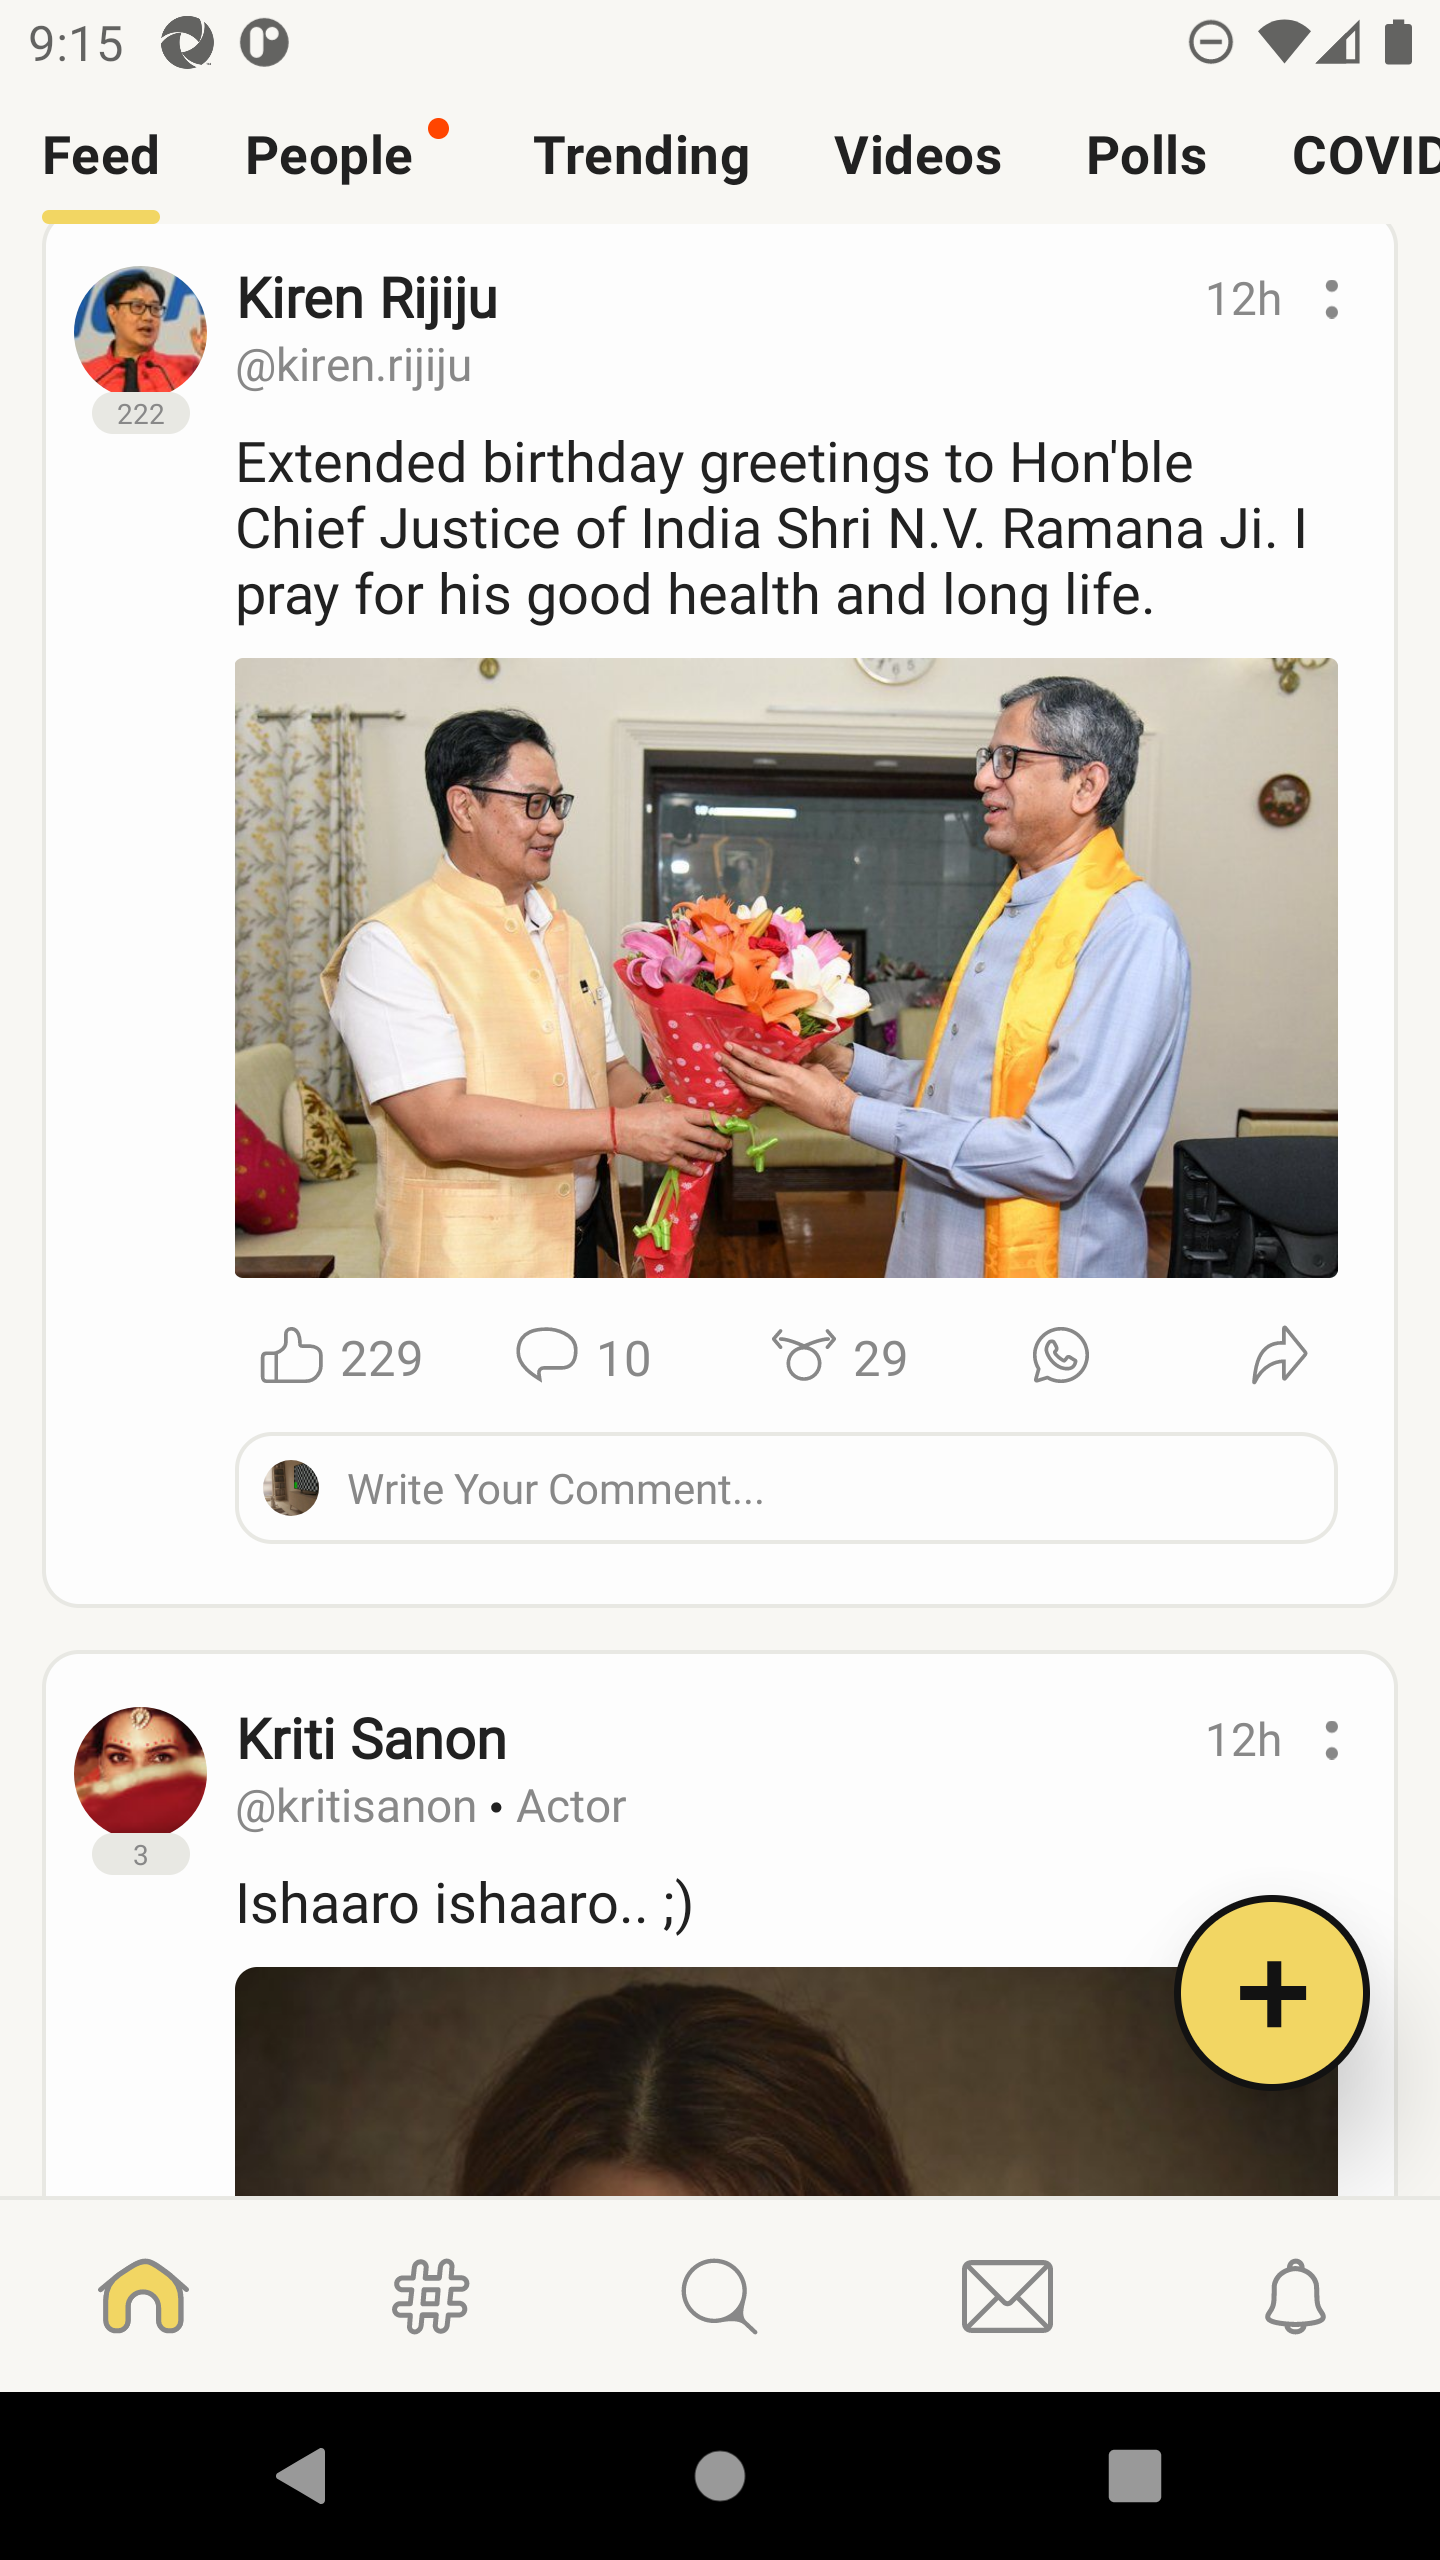 9:15
Feed People Trending Videos Polls COVID
Kiren Rijiju 12h
@kiren.rijiju
222
Extended birthday greetings to Hon'ble
Chief Justice of India Shri N.V. Ramana Ji. I
pray for his good health and long life.
229 10 29
Write Your Comment...
Kriti Sanon 12h
@kritisanon • Actor
3
Ishaaro ishaaro.. ;)